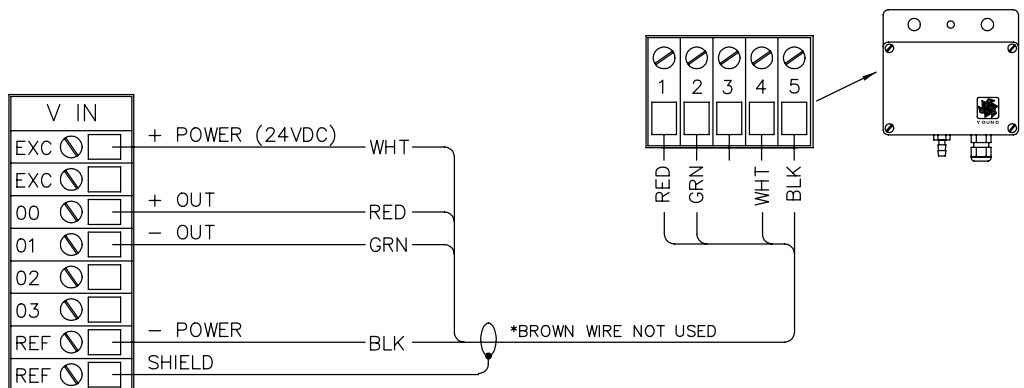 V IN
EXC
EXC
00
01
02
03
REF
REF
+ POWER (24VDC)
WHT
+ OUT
RED
− OUT
GRN
− POWER
BLK
SHIELD
*BROWN WIRE NOT USED
1 2 3 4 5
RED
GRN
WHT
BLK
YOUNG